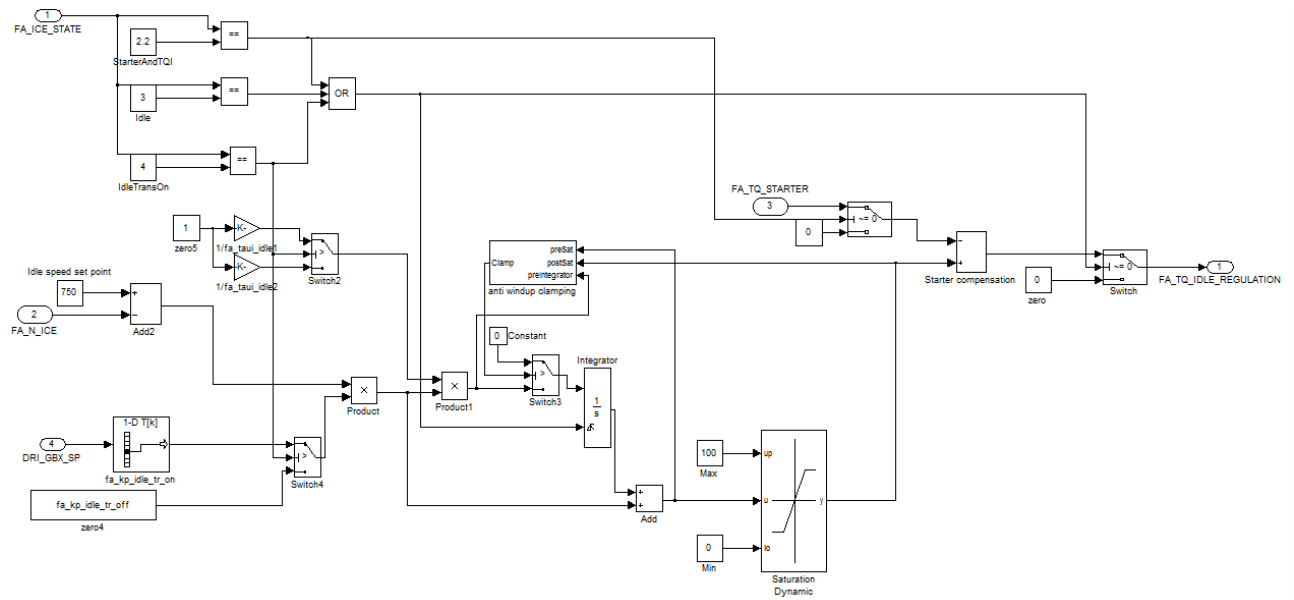 1
FA_ICE_STATE
2.2
StarterAndTQI
==
3
Idle
==
OR
4
IdleTransOn
==
FA_TQ_STARTER
3
0
~= 0
1
zero5
-K-
1/fa_taui_idle1
-K-
1/fa_taui_idle2
>
Switch2
preSat
Clamp
postSat
preIntegrator
anti windup clamping
−
+
Starter compensation
0
zero
~= 0
Switch
1
FA_TQ_IDLE_REGULATION
Idle speed set point
750
2
FA_N_ICE
+
−
Add2
0
Constant
>
Switch3
Integrator
1
s
×
Product
×
Product1
1-D T[k]
4
DRI_GBX_SP
fa_kp_idle_tr_on
>
Switch4
fa_kp_idle_tr_off
zero4
+
+
Add
100
Max
0
Min
up
u
y
lo
Saturation
Dynamic